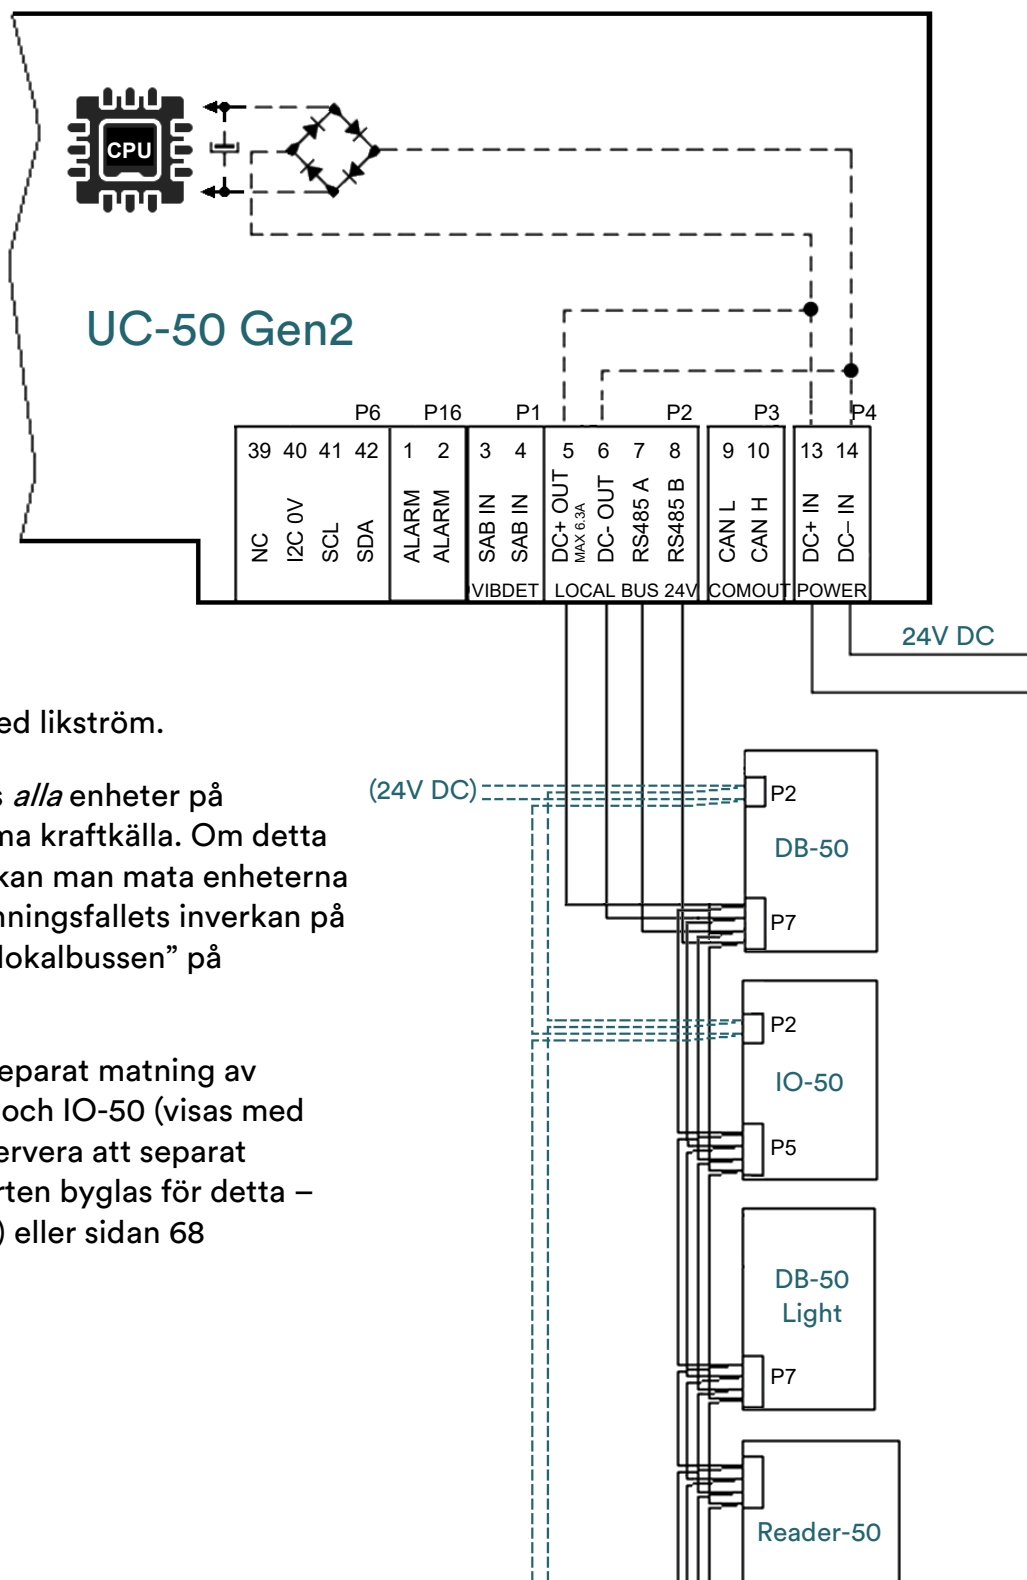 CPU
UC-50 Gen2
P6 P16 P1 P2 P3 P4
39 40 41 42 1 2 3 4 5 6 7 8 9 10 13 14
NC
I2C 0V
SCL
SDA
ALARM
ALARM
SAB IN
SAB IN
DC+ OUT
MAX 6.3A
DC- OUT
RS485 A
RS485 B
CAN L
CAN H
DC+ IN
DC– IN
VIBDET LOCAL BUS 24V COMOUT POWER
24V DC
ed likström.
s alla enheter på
ma kraftkälla. Om detta
kan man mata enheterna
nningsfallets inverkan på
lokalbussen” på
eparat matning av
och IO-50 (visas med
ervera att separat
rten byglas för detta –
) eller sidan 68
(24V DC)
P2
DB-50
P7
P2
IO-50
P5
DB-50
Light
P7
Reader-50